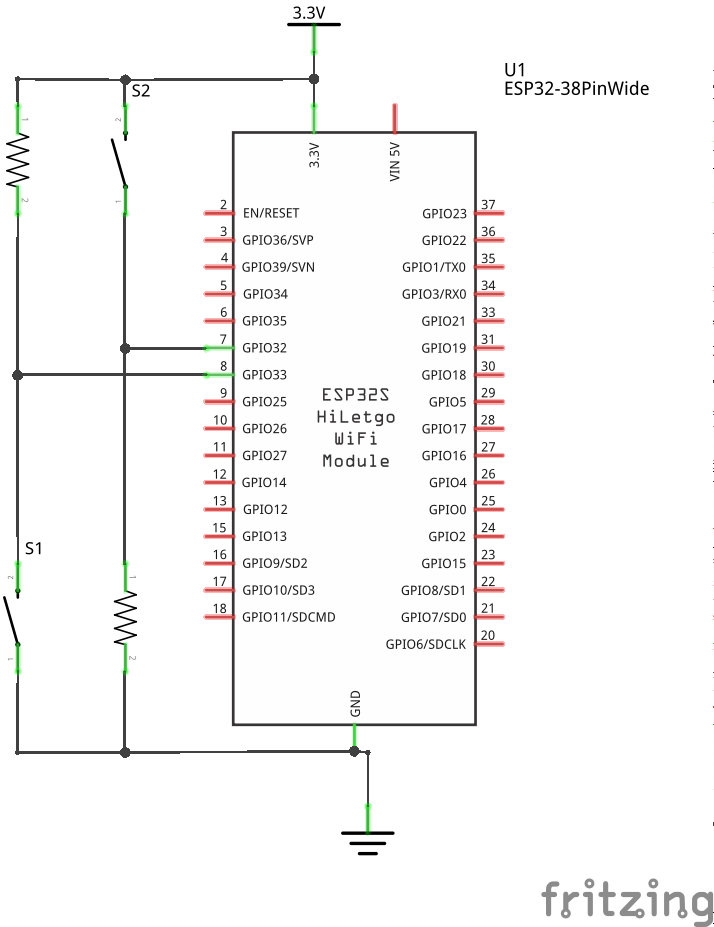 3.3V
U1
ESP32-38PinWide
S2
1
2
2
1
3.3V
VIN 5V
2 EN/RESET
3 GPIO36/SVP
4 GPIO39/SVN
5 GPIO34
6 GPIO35
7 GPIO32
8 GPIO33
9 GPIO25
10 GPIO26
11 GPIO27
12 GPIO14
13 GPIO12
15 GPIO13
16 GPIO9/SD2
17 GPIO10/SD3
18 GPIO11/SDCMD
GPIO23 37
GPIO22 36
GPIO1/TX0 35
GPIO3/RX0 34
GPIO21 33
GPIO19 31
GPIO18 30
GPIO5 29
GPIO17 28
GPIO16 27
GPIO4 26
GPIO0 25
GPIO2 24
GPIO15 23
GPIO8/SD1 22
GPIO7/SD0 21
GPIO6/SDCLK 20
ESP32S
HiLetgo
WiFi
Module
S1
2
1
1
2
GND
fritzing